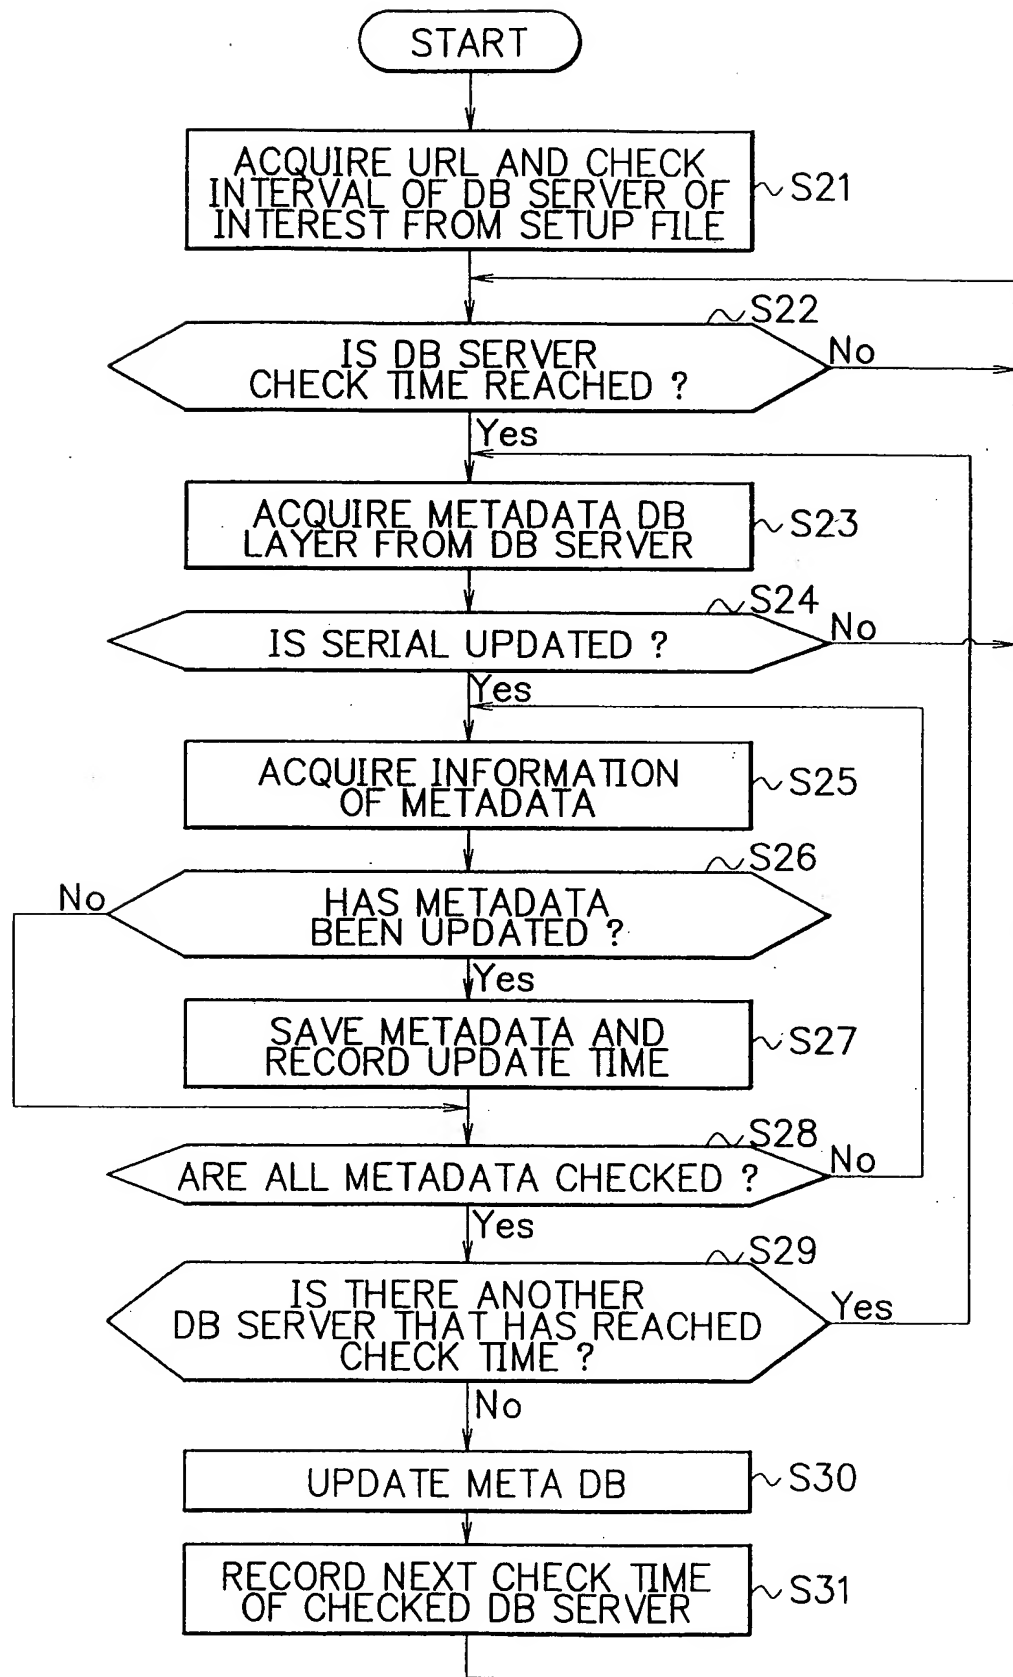 START
ACQUIRE URL AND CHECK
INTERVAL OF DB SERVER OF
INTEREST FROM SETUP FILE
S21
S22
IS DB SERVER
CHECK TIME REACHED ?
No
Yes
ACQUIRE METADATA DB
LAYER FROM DB SERVER
S23
S24
IS SERIAL UPDATED ?
No
Yes
ACQUIRE INFORMATION
OF METADATA
S25
S26
No
HAS METADATA
BEEN UPDATED ?
Yes
SAVE METADATA AND
RECORD UPDATE TIME
S27
S28
ARE ALL METADATA CHECKED ?
No
Yes
S29
IS THERE ANOTHER
DB SERVER THAT HAS REACHED
CHECK TIME ?
Yes
No
UPDATE META DB
S30
RECORD NEXT CHECK TIME
OF CHECKED DB SERVER
S31